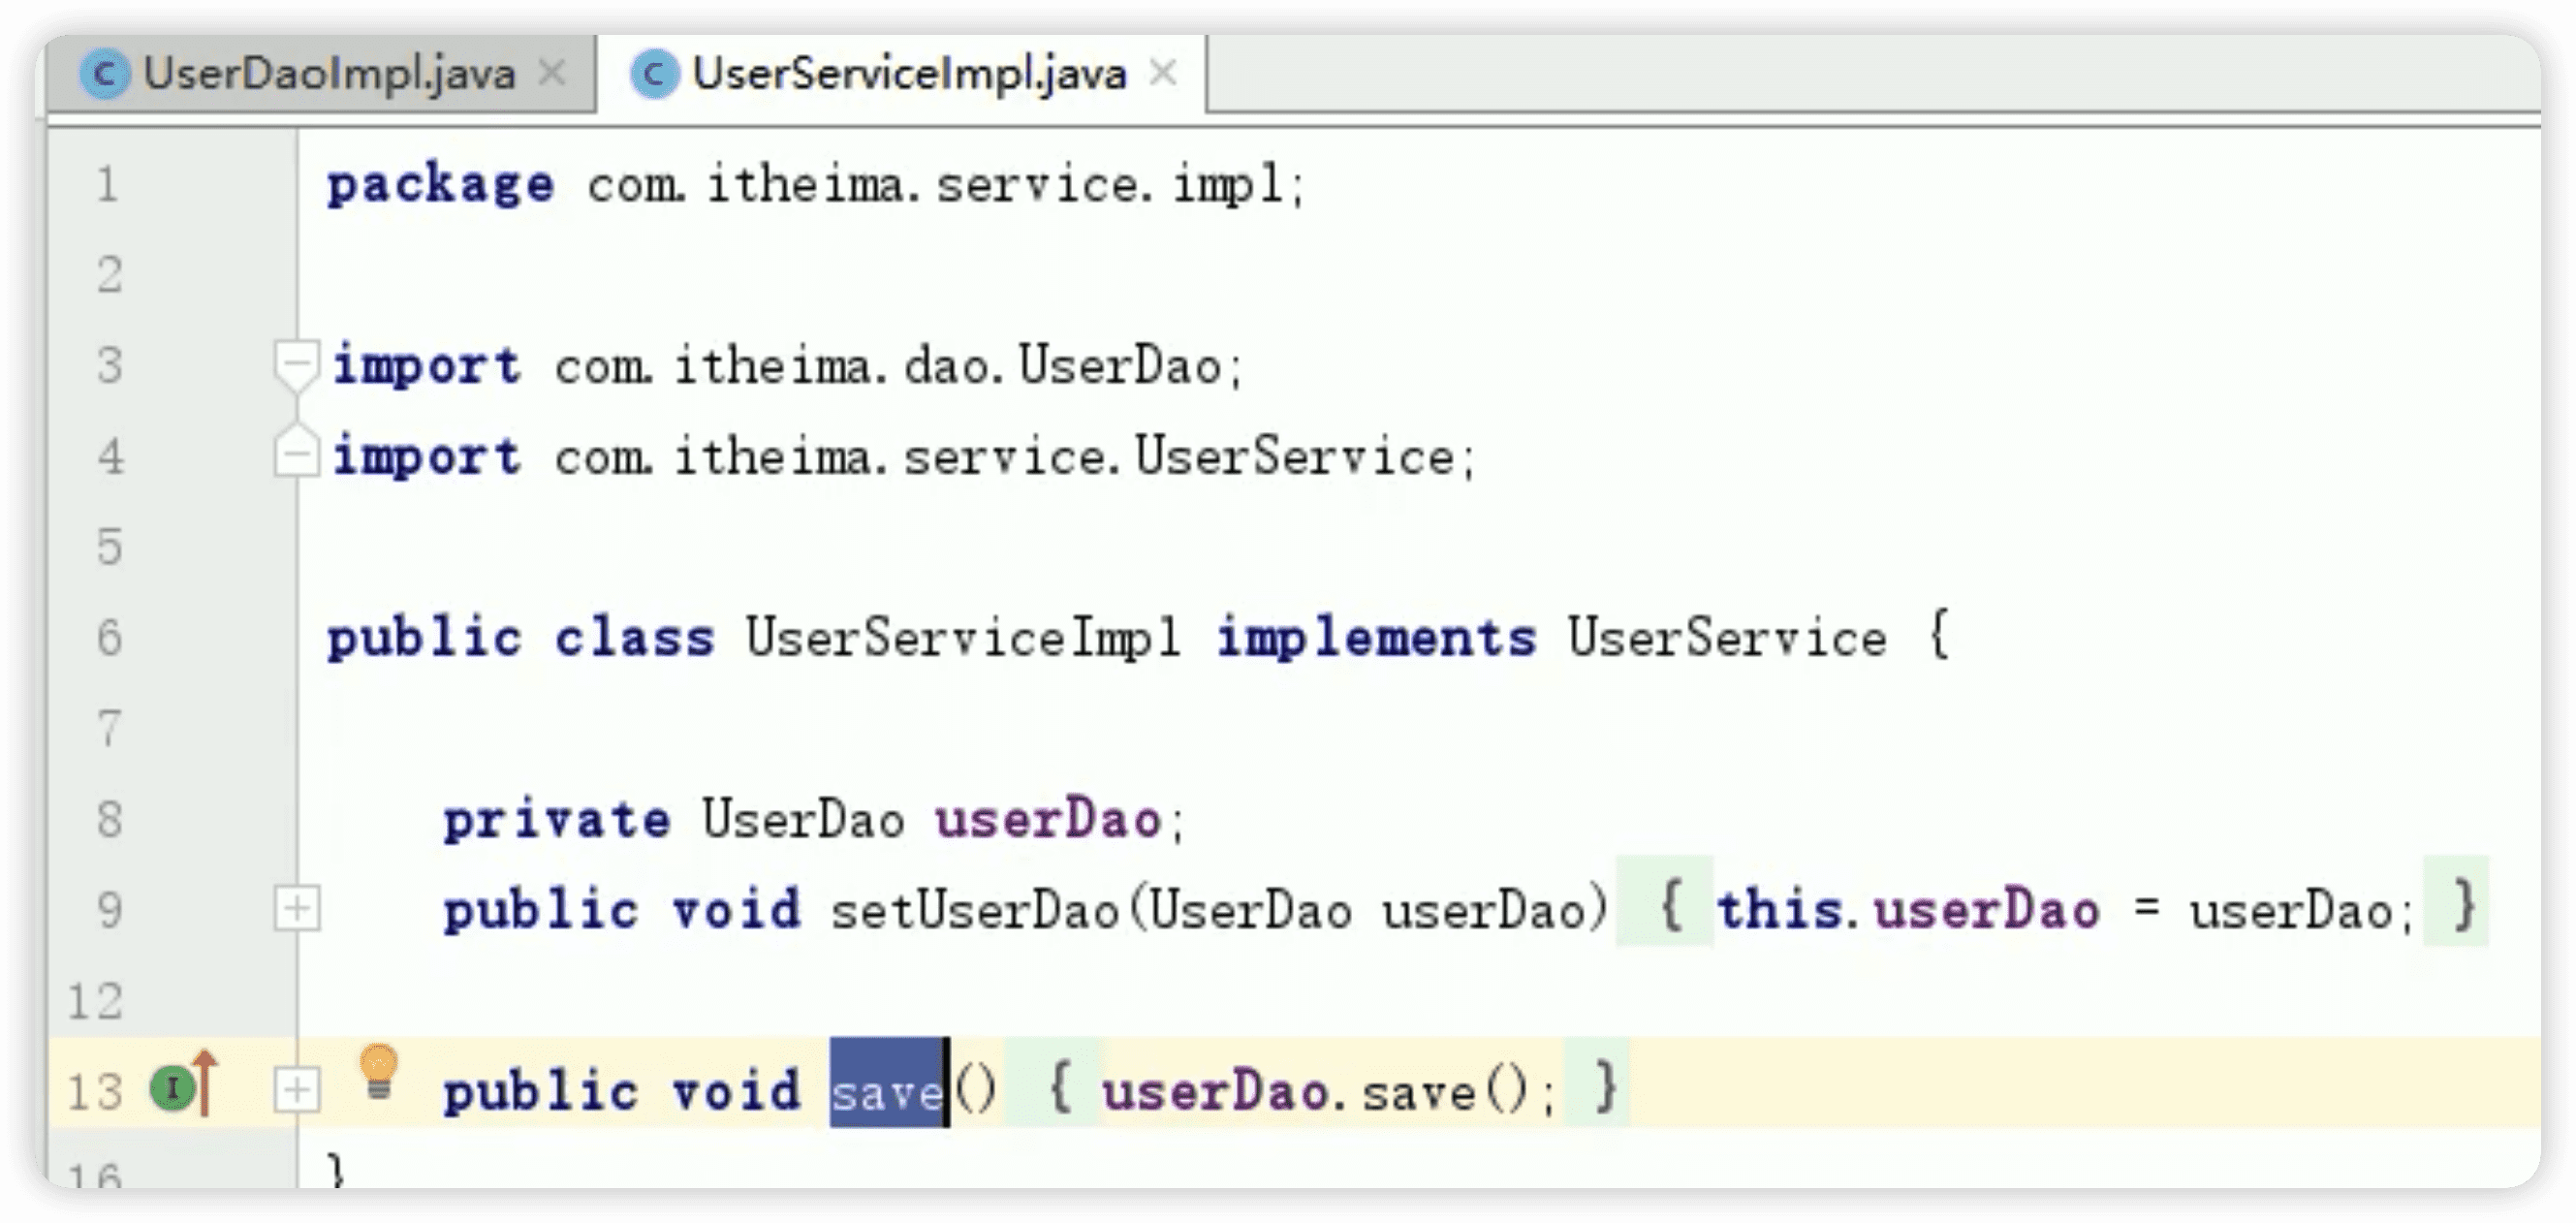 UserDaoImpl.java × UserServiceImpl.java ×
1 package com.itheima.service.impl;
2
3 import com.itheima.dao.UserDao;
4 import com.itheima.service.UserService;
5
6 public class UserServiceImpl implements UserService {
7
8 private UserDao userDao;
9 public void setUserDao(UserDao userDao) { this.userDao = userDao; }
12
13 public void save() { userDao.save(); }
16 }